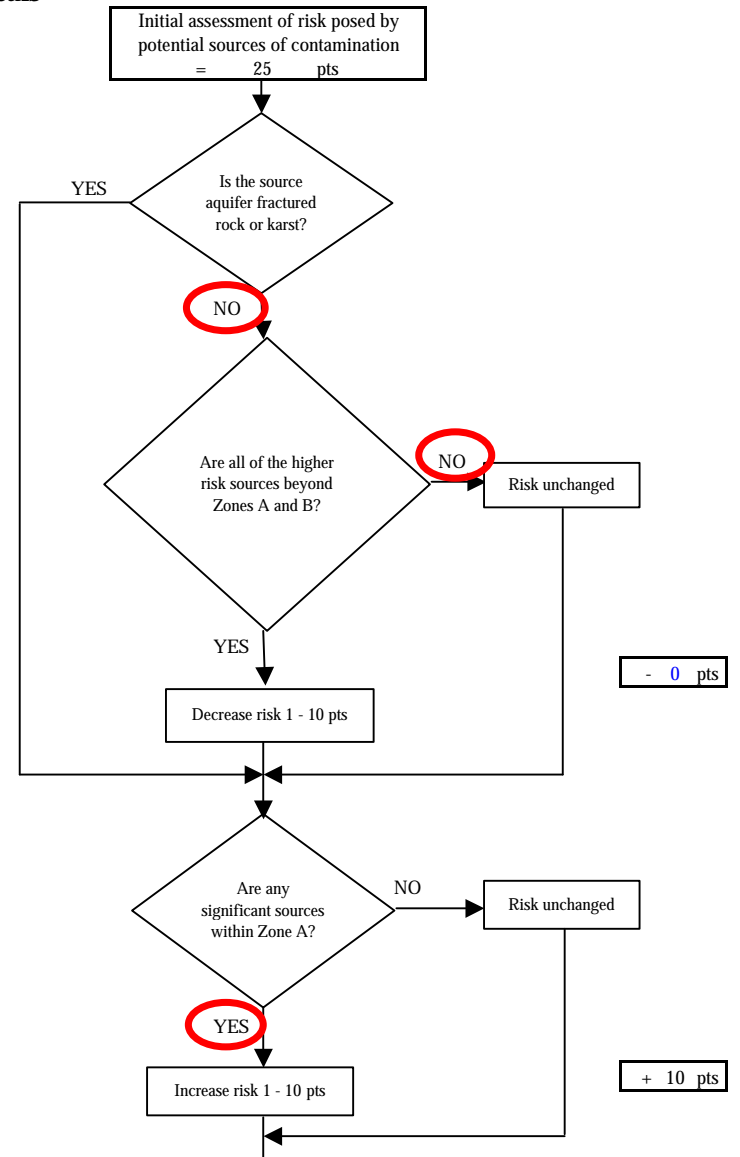 Initial assessment of risk posed by
potential sources of contamination
= 25 pts
YES
Is the source
aquifer fractured
rock or karst?
NO
Are all of the higher
risk sources beyond
Zones A and B?
NO
Risk unchanged
YES
- 0 pts
Decrease risk 1 - 10 pts
Are any
significant sources
within Zone A?
NO
Risk unchanged
YES
+ 10 pts
Increase risk 1 - 10 pts